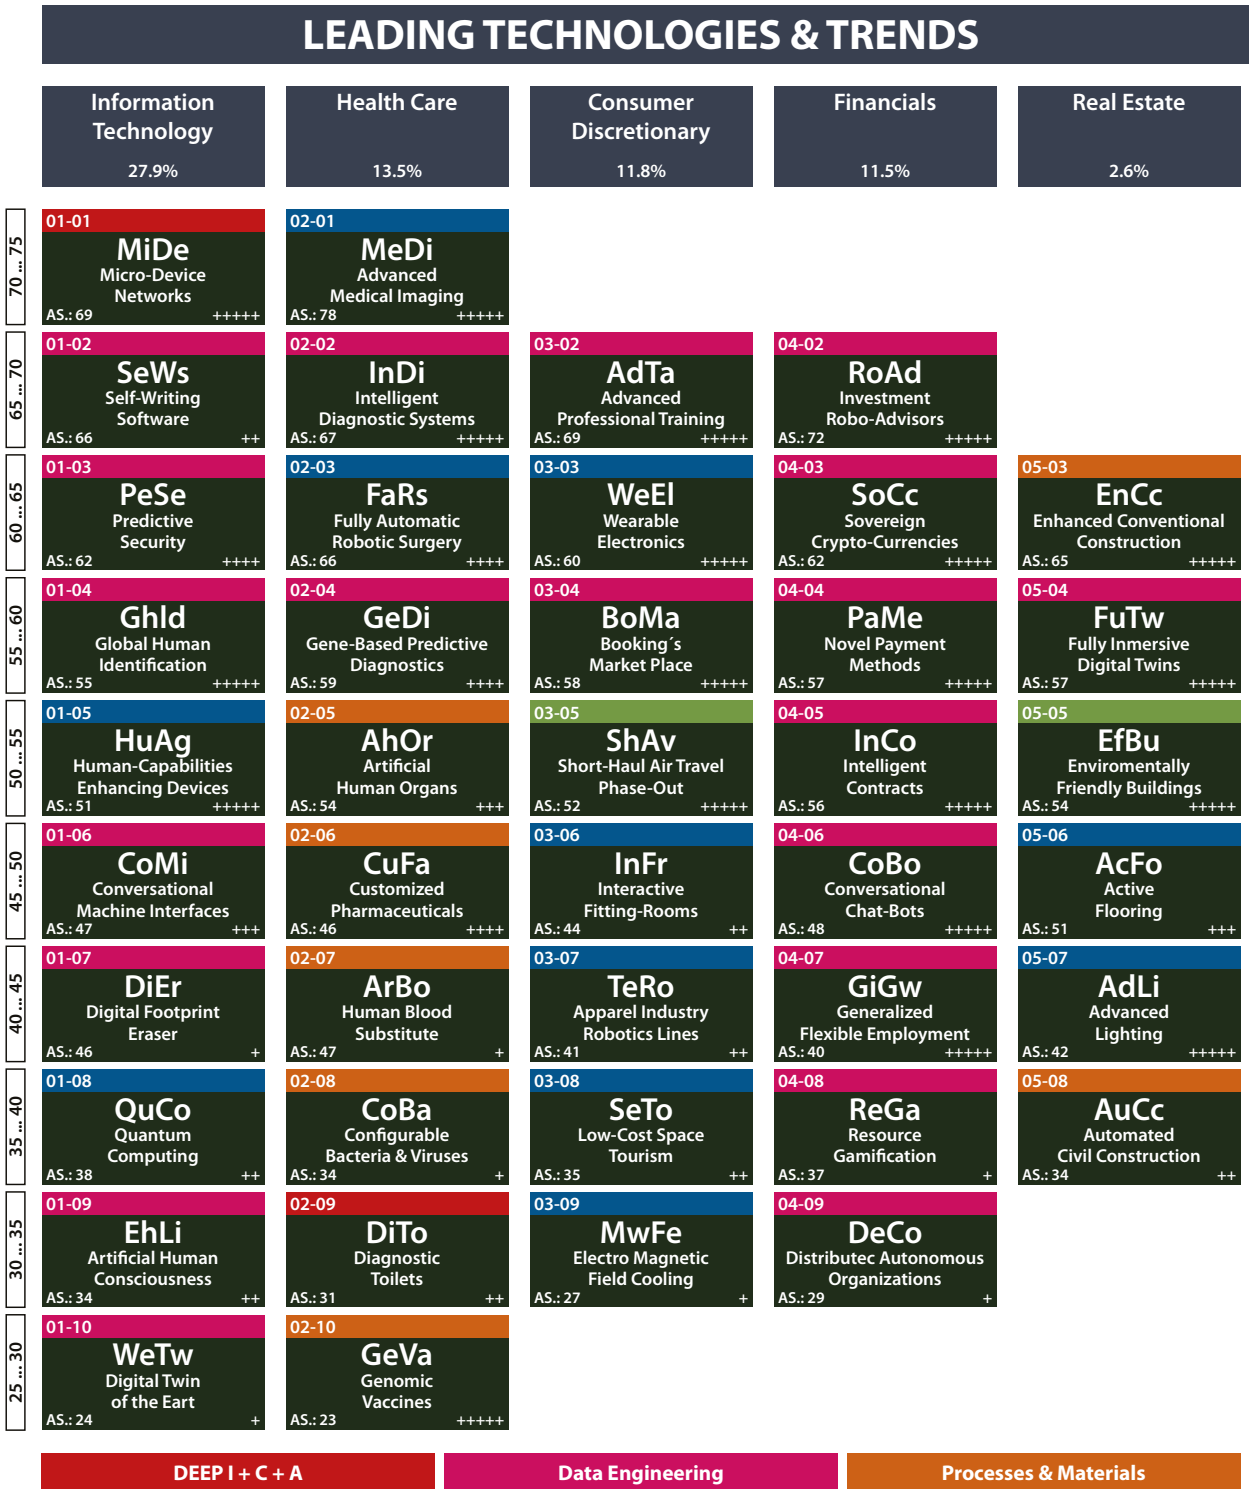 LEADING TECHNOLOGIES & TRENDS
Information
Technology
27.9%
Health Care
13.5%
Consumer
Discretionary
11.8%
Financials
11.5%
Real Estate
2.6%
70 ... 75
01-01
MiDe
Micro-Device
Networks
AS.: 69 +++++
02-01
MeDi
Advanced
Medical Imaging
AS.: 78 +++++
65 ... 70
01-02
SeWs
Self-Writing
Software
AS.: 66 ++
02-02
InDi
Intelligent
Diagnostic Systems
AS.: 67 +++++
03-02
AdTa
Advanced
Professional Training
AS.: 69 +++++
04-02
RoAd
Investment
Robo-Advisors
AS.: 72 +++++
60 ... 65
01-03
PeSe
Predictive
Security
AS.: 62 ++++
02-03
FaRs
Fully Automatic
Robotic Surgery
AS.: 66 ++++
03-03
WeEl
Wearable
Electronics
AS.: 60 +++++
04-03
SoCc
Sovereign
Crypto-Currencies
AS.: 62 +++++
05-03
EnCc
Enhanced Conventional
Construction
AS.: 65 +++++
55 ... 60
01-04
GhId
Global Human
Identification
AS.: 55 +++++
02-04
GeDi
Gene-Based Predictive
Diagnostics
AS.: 59 ++++
03-04
BoMa
Booking´s
Market Place
AS.: 58 +++++
04-04
PaMe
Novel Payment
Methods
AS.: 57 +++++
05-04
FuTw
Fully Inmersive
Digital Twins
AS.: 57 +++++
50 ... 55
01-05
HuAg
Human-Capabilities
Enhancing Devices
AS.: 51 +++++
02-05
AhOr
Artificial
Human Organs
AS.: 54 +++
03-05
ShAv
Short-Haul Air Travel
Phase-Out
AS.: 52 +++++
04-05
InCo
Intelligent
Contracts
AS.: 56 +++++
05-05
EfBu
Enviromentally
Friendly Buildings
AS.: 54 +++++
45 ... 50
01-06
CoMi
Conversational
Machine Interfaces
AS.: 47 +++
02-06
CuFa
Customized
Pharmaceuticals
AS.: 46 ++++
03-06
InFr
Interactive
Fitting-Rooms
AS.: 44 ++
04-06
CoBo
Conversational
Chat-Bots
AS.: 48 +++++
05-06
AcFo
Active
Flooring
AS.: 51 +++
40 ... 45
01-07
DiEr
Digital Footprint
Eraser
AS.: 46 +
02-07
ArBo
Human Blood
Substitute
AS.: 47 +
03-07
TeRo
Apparel Industry
Robotics Lines
AS.: 41 ++
04-07
GiGw
Generalized
Flexible Employment
AS.: 40 +++++
05-07
AdLi
Advanced
Lighting
AS.: 42 +++++
35 ... 40
01-08
QuCo
Quantum
Computing
AS.: 38 ++
02-08
CoBa
Configurable
Bacteria & Viruses
AS.: 34 +
03-08
SeTo
Low-Cost Space
Tourism
AS.: 35 ++
04-08
ReGa
Resource
Gamification
AS.: 37 +
05-08
AuCc
Automated
Civil Construction
AS.: 34 ++
30 ... 35
01-09
EhLi
Artificial Human
Consciousness
AS.: 34 ++
02-09
DiTo
Diagnostic
Toilets
AS.: 31 ++
03-09
MwFe
Electro Magnetic
Field Cooling
AS.: 27 +
04-09
DeCo
Distributec Autonomous
Organizations
AS.: 29 +
25 ... 30
01-10
WeTw
Digital Twin
of the Eart
AS.: 24 +
02-10
GeVa
Genomic
Vaccines
AS.: 23 +++++
DEEP I + C + A
Data Engineering
Processes & Materials